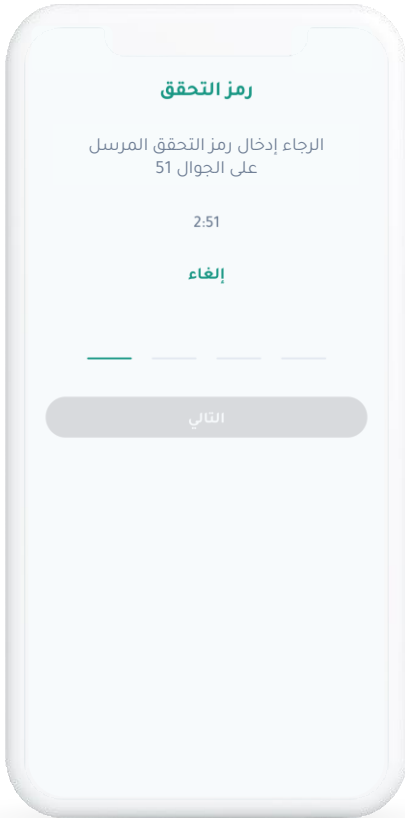 رمز التحقق
الرجاء إدخال رمز التحقق المرسل
على الجوال 51
2:51
إلغاء
التالي